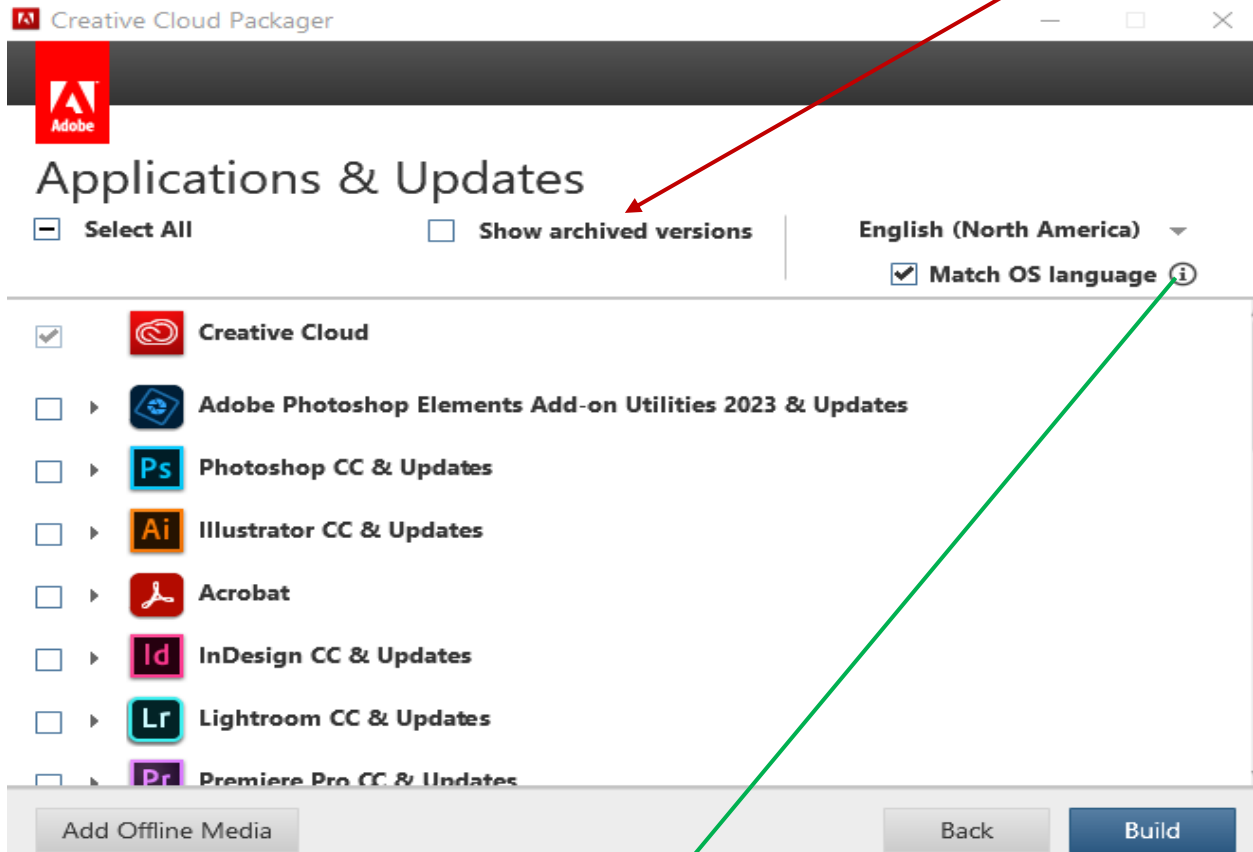 Creative Cloud Packager
Adobe
Applications & Updates
Select All
Show archived versions
English (North America)
Match OS language
Creative Cloud
Adobe Photoshop Elements Add-on Utilities 2023 & Updates
Ps Photoshop CC & Updates
Ai Illustrator CC & Updates
Acrobat
Id InDesign CC & Updates
Lr Lightroom CC & Updates
Pr Premiere Pro CC & Updates
Add Offline Media
Back
Build